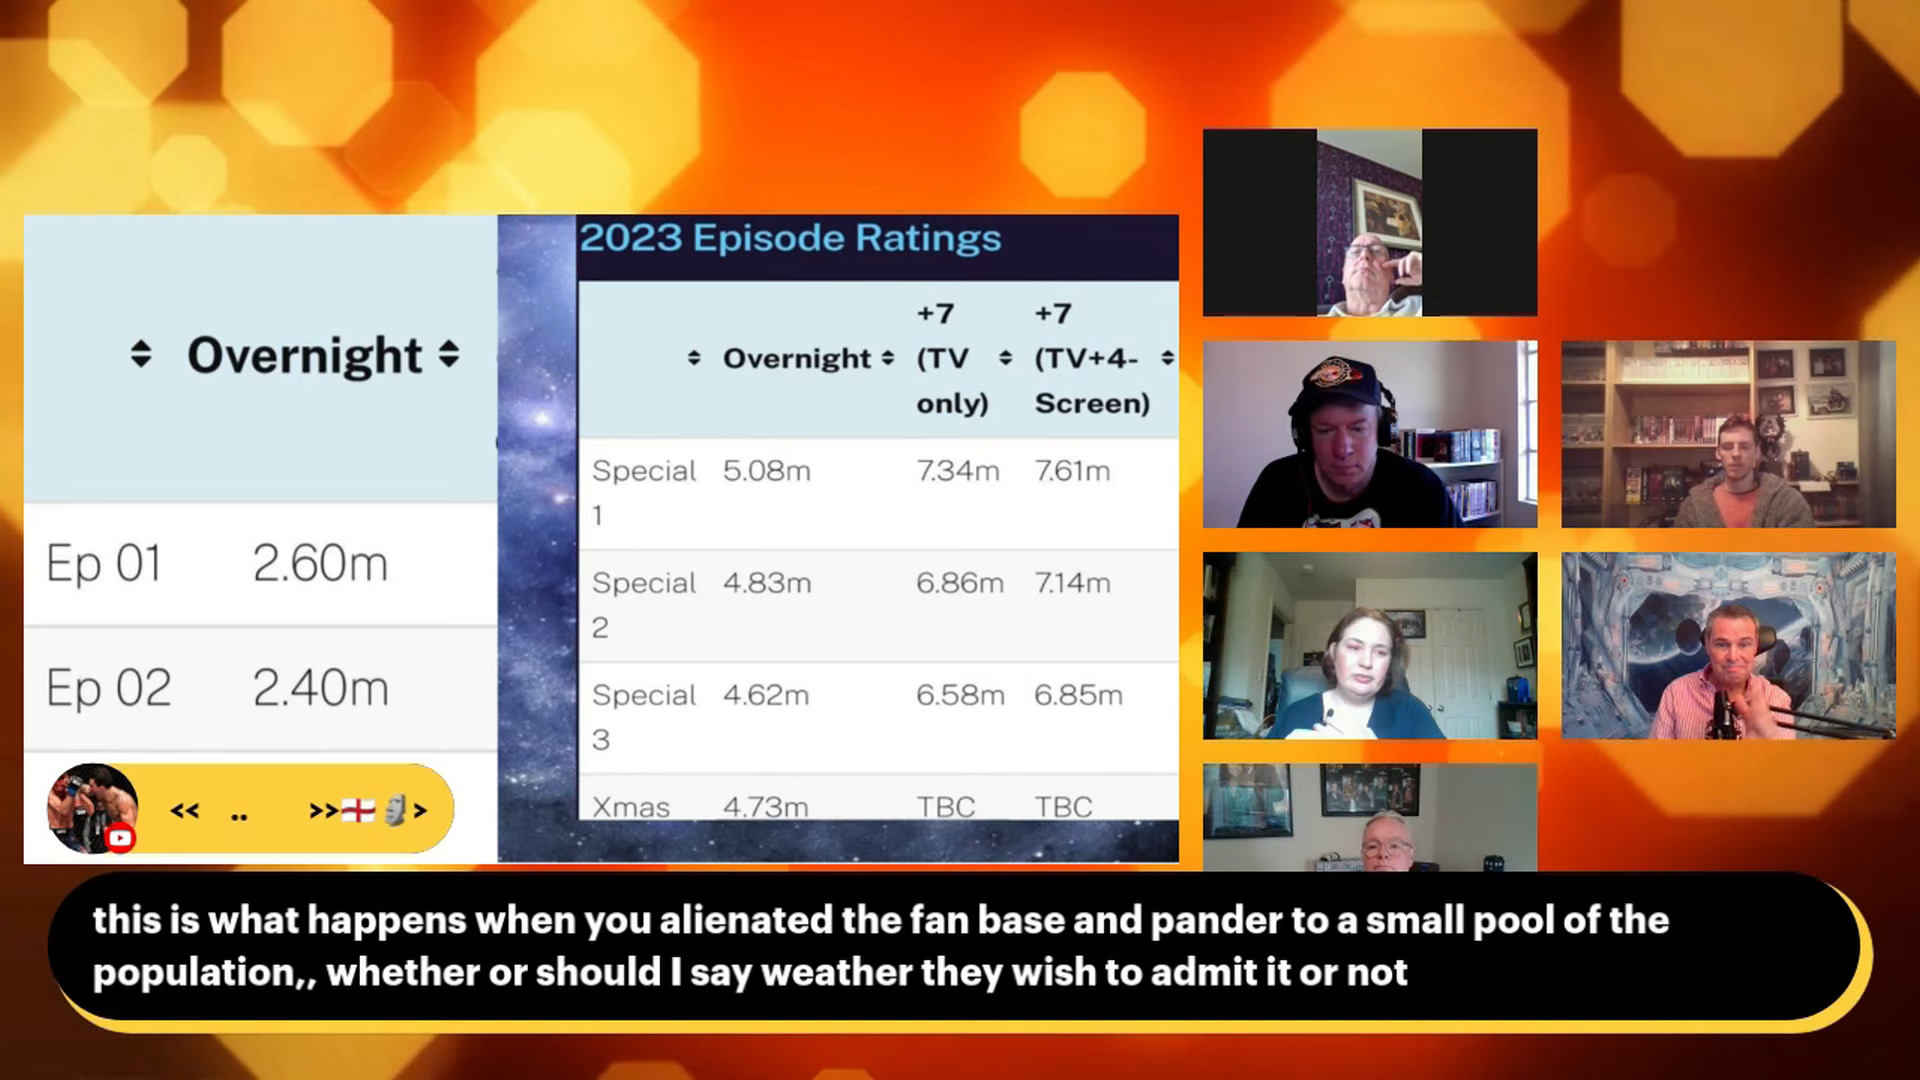 Overnight
Ep 01 2.60m
Ep 02 2.40m
<< .. >>🏴󠁧󠁢󠁥󠁮󠁧󠁿🗿>
2023 Episode Ratings
Overnight +7 (TV only) +7 (TV+4-Screen)
Special 1 5.08m 7.34m 7.61m
Special 2 4.83m 6.86m 7.14m
Special 3 4.62m 6.58m 6.85m
Xmas 4.73m TBC TBC
this is what happens when you alienated the fan base and pander to a small pool of the
population,, whether or should I say weather they wish to admit it or not